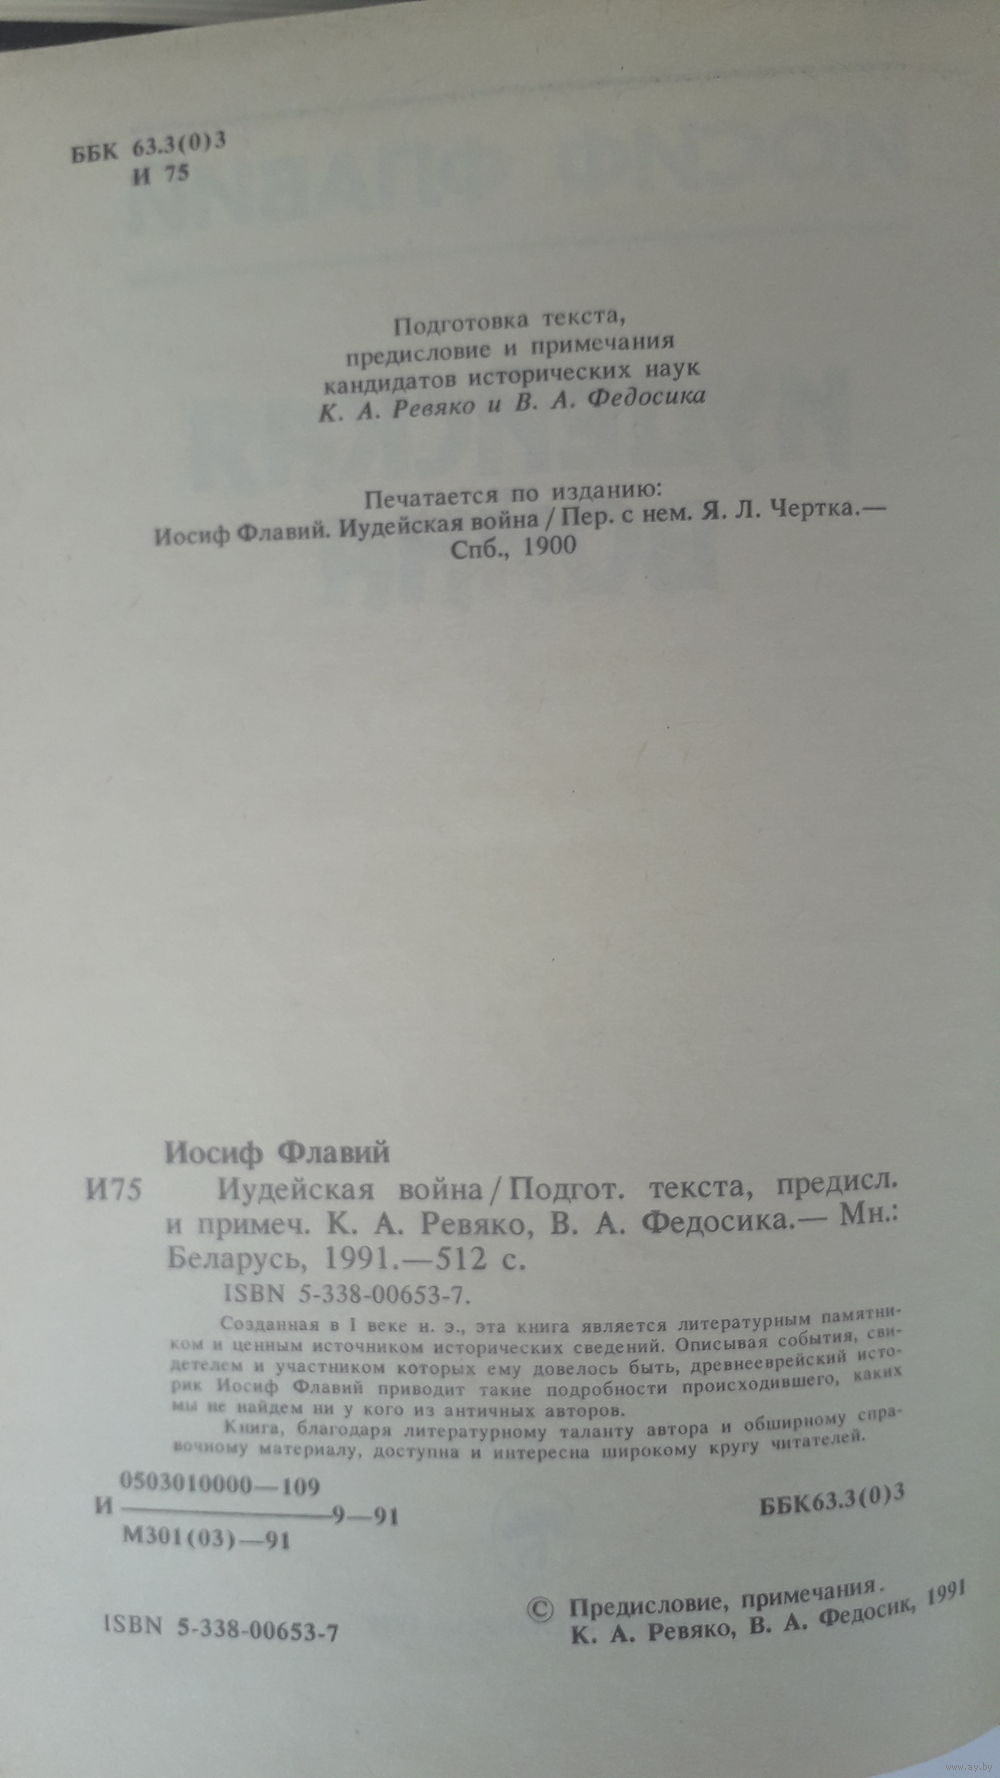 ББК 63.3(0)3
И 75
Подготовка текста,
предисловие и примечания
кандидатов исторических наук
К. А. Ревяко и В. А. Федосика
Печатается по изданию:
Иосиф Флавий. Иудейская война / Пер. с нем. Я. Л. Чертка.—
Спб., 1900
Иосиф Флавий
И75 Иудейская война / Подгот. текста, предисл.
и примеч. К. А. Ревяко, В. А. Федосика.— Мн.:
Беларусь, 1991.—512 с.
ISBN 5-338-00653-7.
Созданная в I веке н. э., эта книга является литературным памятни-
ком и ценным источником исторических сведений. Описывая события, сви-
детелем и участником которых ему довелось быть, древнееврейский исто-
рик Иосиф Флавий приводит такие подробности происходившего, каких
мы не найдем ни у кого из античных авторов.
Книга, благодаря литературному таланту автора и обширному спра-
вочному материалу, доступна и интересна широкому кругу читателей.
0503010000—109
И ————— 9—91
М301(03)—91
ББК63.3(0)3
ISBN 5-338-00653-7
© Предисловие, примечания.
К. А. Ревяко, В. А. Федосик, 1991
www.ay.by